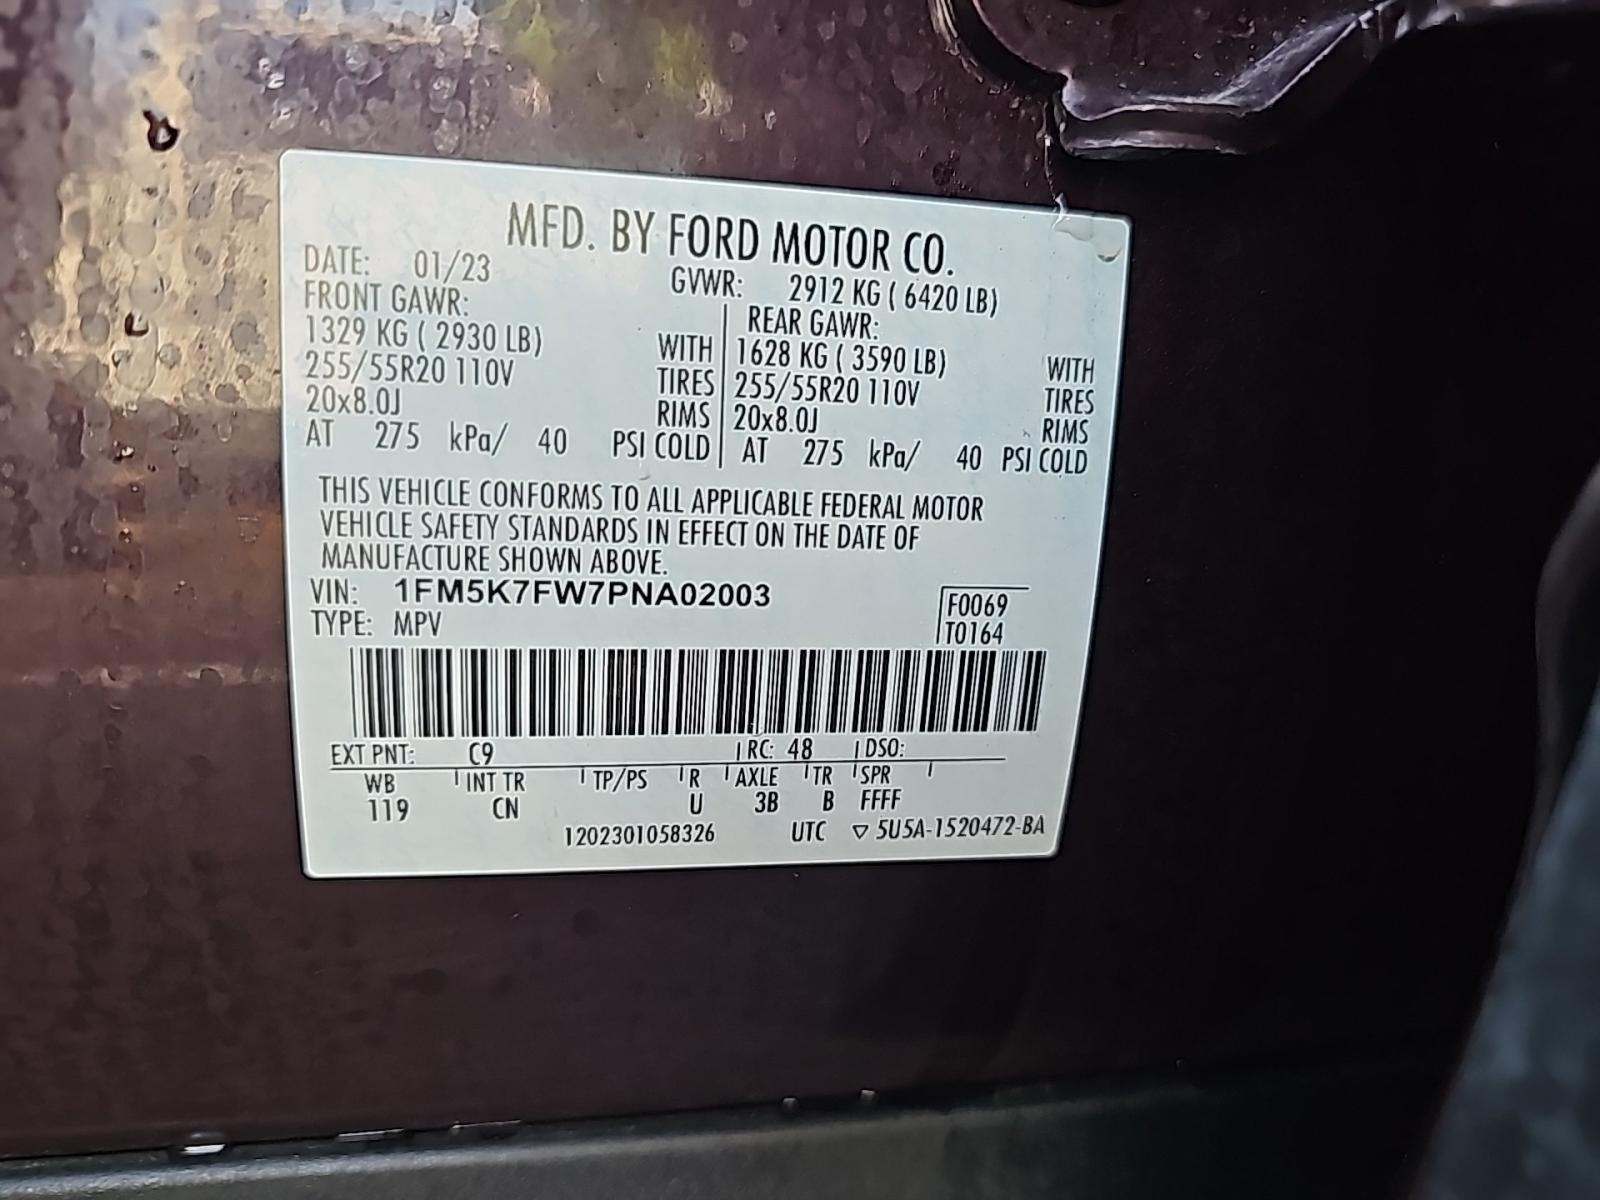 MFD. BY FORD MOTOR CO.
DATE: 01/23 GVWR: 2912 KG ( 6420 LB)
FRONT GAWR: REAR GAWR:
1329 KG ( 2930 LB) WITH 1628 KG ( 3590 LB) WITH
255/55R20 110V TIRES 255/55R20 110V TIRES
20x8.0J RIMS 20x8.0J RIMS
AT 275 kPa/ 40 PSI COLD AT 275 kPa/ 40 PSI COLD
THIS VEHICLE CONFORMS TO ALL APPLICABLE FEDERAL MOTOR
VEHICLE SAFETY STANDARDS IN EFFECT ON THE DATE OF
MANUFACTURE SHOWN ABOVE.
VIN: 1FM5K7FW7PNA02003 F0069
TYPE: MPV T0164
EXT PNT: C9 RC: 48 DSO:
WB INT TR TP/PS R AXLE TR SPR
119 CN U 3B B FFFF
1202301058326 UTC ▽ 5U5A-1520472-BA